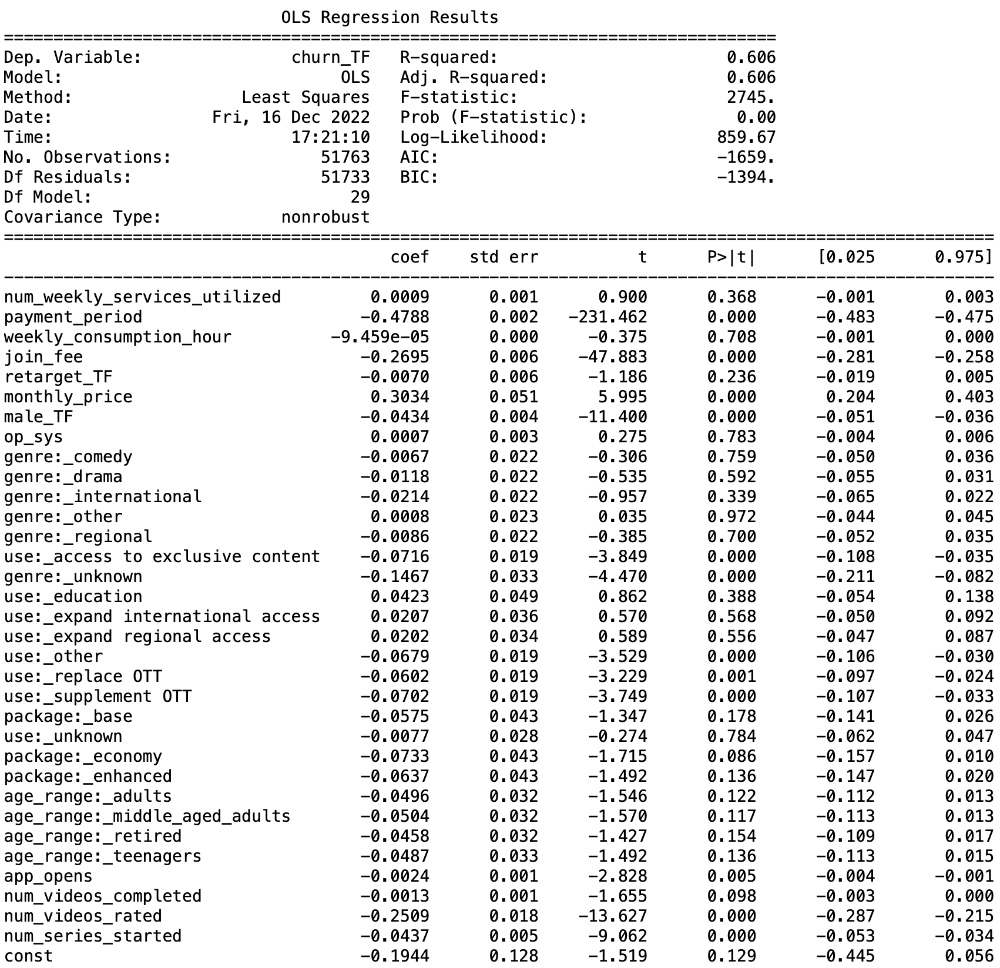 OLS Regression Results
==============================================================================
Dep. Variable: churn_TF R-squared: 0.606
Model: OLS Adj. R-squared: 0.606
Method: Least Squares F-statistic: 2745.
Date: Fri, 16 Dec 2022 Prob (F-statistic): 0.00
Time: 17:21:10 Log-Likelihood: 859.67
No. Observations: 51763 AIC: -1659.
Df Residuals: 51733 BIC: -1394.
Df Model: 29
Covariance Type: nonrobust
====================================================================================================
coef std err t P>|t| [0.025 0.975]
----------------------------------------------------------------------------------------------------
num_weekly_services_utilized 0.0009 0.001 0.900 0.368 -0.001 0.003
payment_period -0.4788 0.002 -231.462 0.000 -0.483 -0.475
weekly_consumption_hour -9.459e-05 0.000 -0.375 0.708 -0.001 0.000
join_fee -0.2695 0.006 -47.883 0.000 -0.281 -0.258
retarget_TF -0.0070 0.006 -1.186 0.236 -0.019 0.005
monthly_price 0.3034 0.051 5.995 0.000 0.204 0.403
male_TF -0.0434 0.004 -11.400 0.000 -0.051 -0.036
op_sys 0.0007 0.003 0.275 0.783 -0.004 0.006
genre:_comedy -0.0067 0.022 -0.306 0.759 -0.050 0.036
genre:_drama -0.0118 0.022 -0.535 0.592 -0.055 0.031
genre:_international -0.0214 0.022 -0.957 0.339 -0.065 0.022
genre:_other 0.0008 0.023 0.035 0.972 -0.044 0.045
genre:_regional -0.0086 0.022 -0.385 0.700 -0.052 0.035
use:_access to exclusive content -0.0716 0.019 -3.849 0.000 -0.108 -0.035
genre:_unknown -0.1467 0.033 -4.470 0.000 -0.211 -0.082
use:_education 0.0423 0.049 0.862 0.388 -0.054 0.138
use:_expand international access 0.0207 0.036 0.570 0.568 -0.050 0.092
use:_expand regional access 0.0202 0.034 0.589 0.556 -0.047 0.087
use:_other -0.0679 0.019 -3.529 0.000 -0.106 -0.030
use:_replace OTT -0.0602 0.019 -3.229 0.001 -0.097 -0.024
use:_supplement OTT -0.0702 0.019 -3.749 0.000 -0.107 -0.033
package:_base -0.0575 0.043 -1.347 0.178 -0.141 0.026
use:_unknown -0.0077 0.028 -0.274 0.784 -0.062 0.047
package:_economy -0.0733 0.043 -1.715 0.086 -0.157 0.010
package:_enhanced -0.0637 0.043 -1.492 0.136 -0.147 0.020
age_range:_adults -0.0496 0.032 -1.546 0.122 -0.112 0.013
age_range:_middle_aged_adults -0.0504 0.032 -1.570 0.117 -0.113 0.013
age_range:_retired -0.0458 0.032 -1.427 0.154 -0.109 0.017
age_range:_teenagers -0.0487 0.033 -1.492 0.136 -0.113 0.015
app_opens -0.0024 0.001 -2.828 0.005 -0.004 -0.001
num_videos_completed -0.0013 0.001 -1.655 0.098 -0.003 0.000
num_videos_rated -0.2509 0.018 -13.627 0.000 -0.287 -0.215
num_series_started -0.0437 0.005 -9.062 0.000 -0.053 -0.034
const -0.1944 0.128 -1.519 0.129 -0.445 0.056